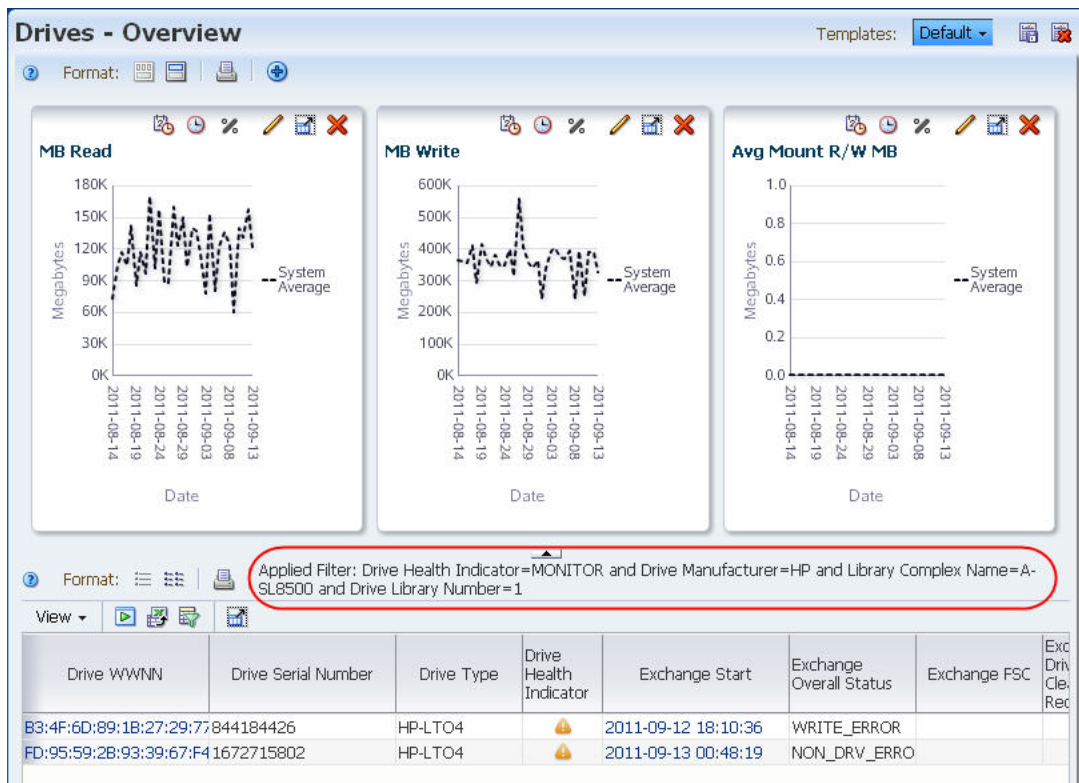 Drives - Overview
Templates: Default
Format:
MB Read
180K
150K
120K
90K
60K
30K
0K
Megabytes
System
Average
2011-08-14
2011-08-19
2011-08-24
2011-09-03
2011-09-08
2011-09-13
Date
MB Write
600K
500K
400K
300K
200K
100K
0K
Megabytes
System
Average
2011-08-14
2011-08-19
2011-08-24
2011-09-03
2011-09-08
2011-09-13
Date
Avg Mount R/W MB
1.0
0.8
0.6
0.4
0.2
0.0
Megabytes
System
Average
2011-08-14
2011-08-19
2011-08-24
2011-09-03
2011-09-08
2011-09-13
Date
Format:
Applied Filter: Drive Health Indicator=MONITOR and Drive Manufacturer=HP and Library Complex Name=A-
SL8500 and Drive Library Number=1
View
Drive WWNN
Drive Serial Number
Drive Type
Drive
Health
Indicator
Exchange Start
Exchange
Overall Status
Exchange FSC
Driv
B3:4F:6D:89:1B:27:29:77 844184426 HP-LTO4 2011-09-12 18:10:36 WRITE_ERROR
FD:95:59:2B:93:39:67:F4 1672715802 HP-LTO4 2011-09-13 00:48:19 NON_DRV_ERRO